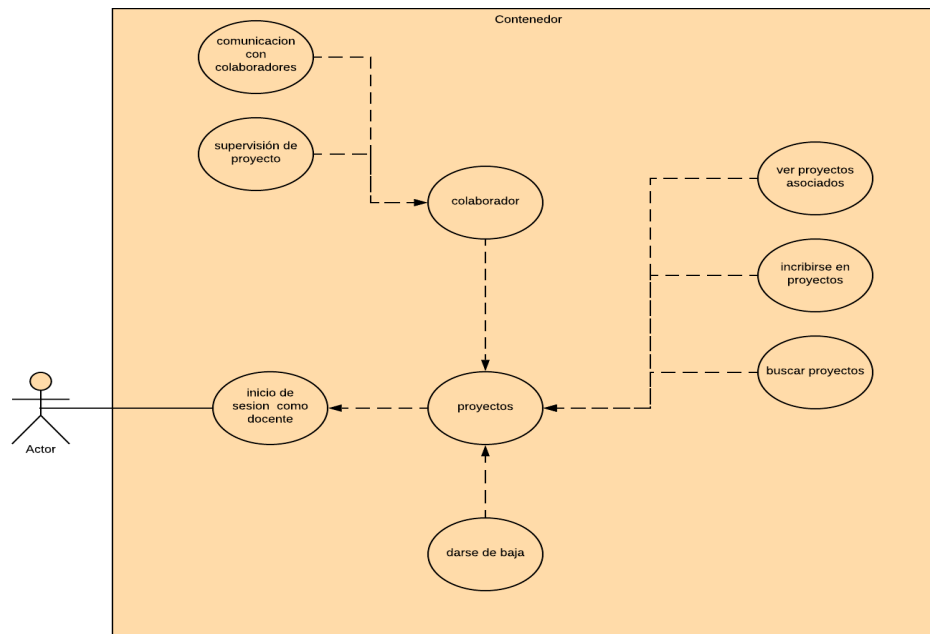 Contenedor
comunicacion
con
colaboradores
supervisión de
proyecto
colaborador
ver proyectos
asociados
incribirse en
proyectos
buscar proyectos
inicio de
sesion como
docente
proyectos
Actor
darse de baja